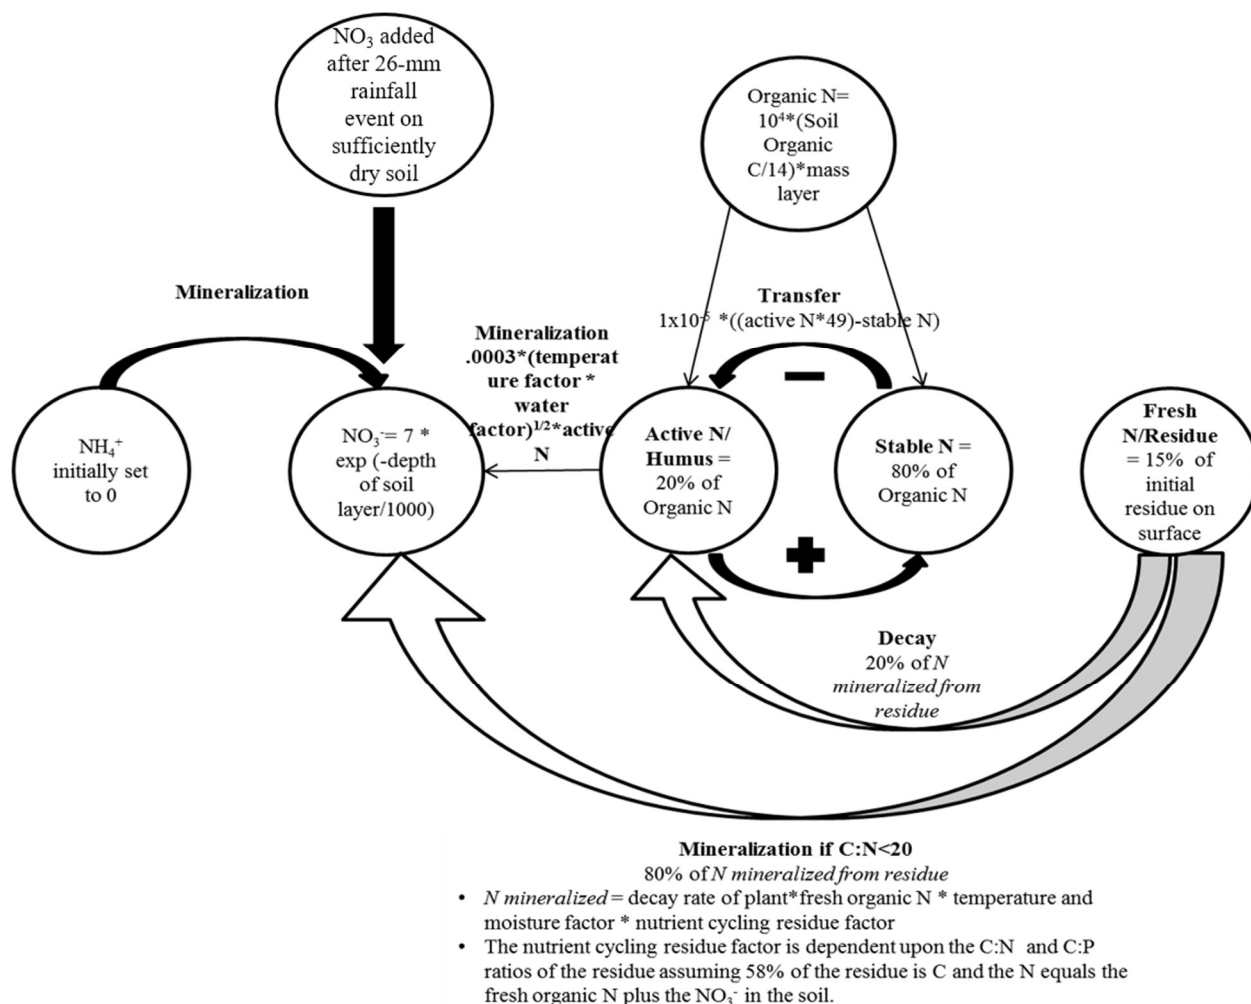 NO₃ added
after 26-mm
rainfall
event on
sufficiently
dry soil
Organic N=
10⁴*(Soil
Organic
C/14)*mass
layer
Mineralization
Transfer
1x10⁻⁵ *((active N*49)-stable N)
Mineralization
.0003*(temperat
ure factor *
water
factor)¹ᐟ²*active
N
NH₄⁺
initially set
to 0
NO₃⁻= 7 *
exp (-depth
of soil
layer/1000)
Active N/
Humus =
20% of
Organic N
Stable N =
80% of
Organic N
Fresh
N/Residue
= 15% of
initial
residue on
surface
Decay
20% of N
mineralized from
residue
Mineralization if C:N<20
80% of N mineralized from residue
• N mineralized = decay rate of plant*fresh organic N * temperature and
moisture factor * nutrient cycling residue factor
• The nutrient cycling residue factor is dependent upon the C:N and C:P
ratios of the residue assuming 58% of the residue is C and the N equals the
fresh organic N plus the NO₃⁻ in the soil.